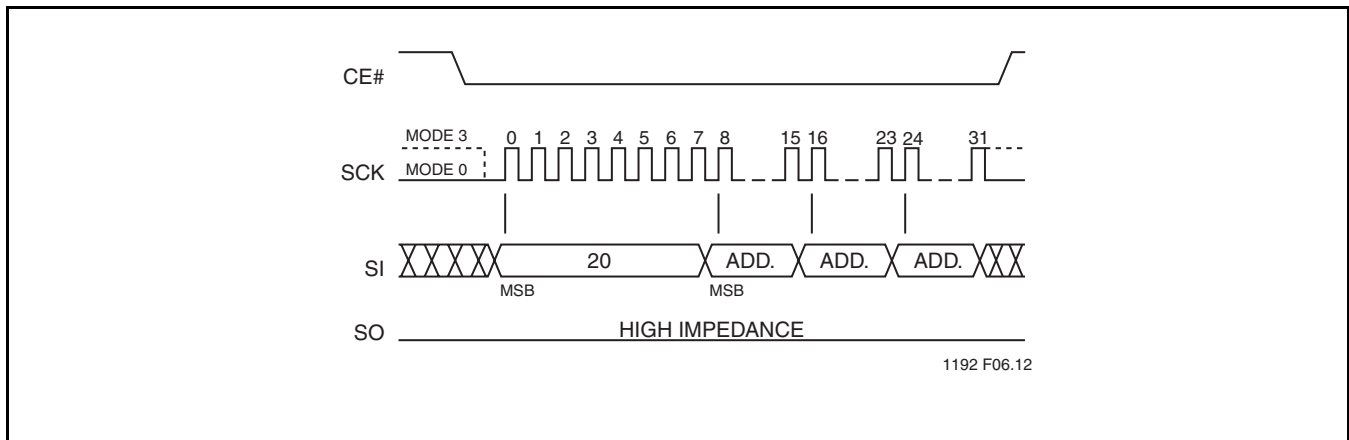 CE#
MODE 3 0 1 2 3 4 5 6 7 8 15 16 23 24 31
SCK MODE 0
SI 20 ADD. ADD. ADD.
MSB MSB
SO HIGH IMPEDANCE
1192 F06.12